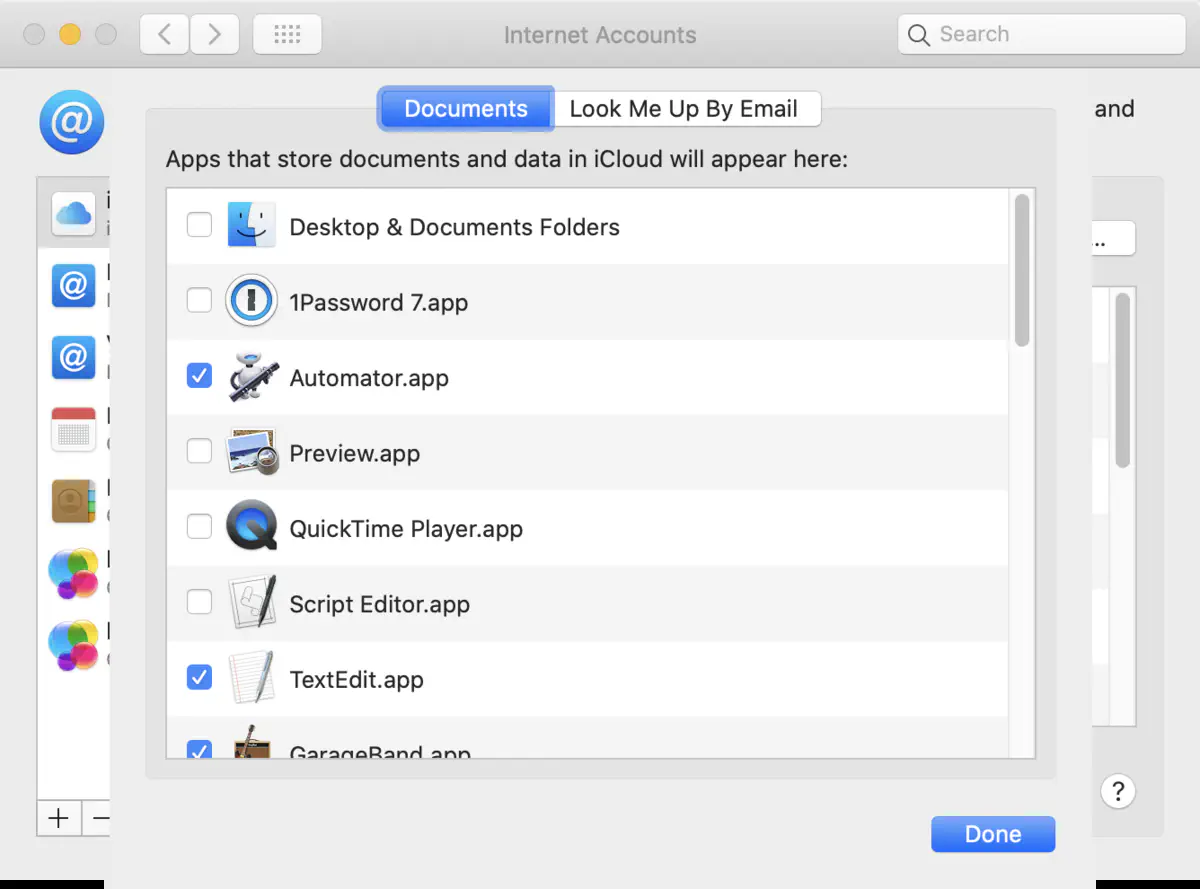 Internet Accounts
Search
Documents
Look Me Up By Email
and
Apps that store documents and data in iCloud will appear here:
Desktop & Documents Folders
...
1Password 7.app
Automator.app
Preview.app
QuickTime Player.app
Script Editor.app
TextEdit.app
GarageBand.app
?
Done